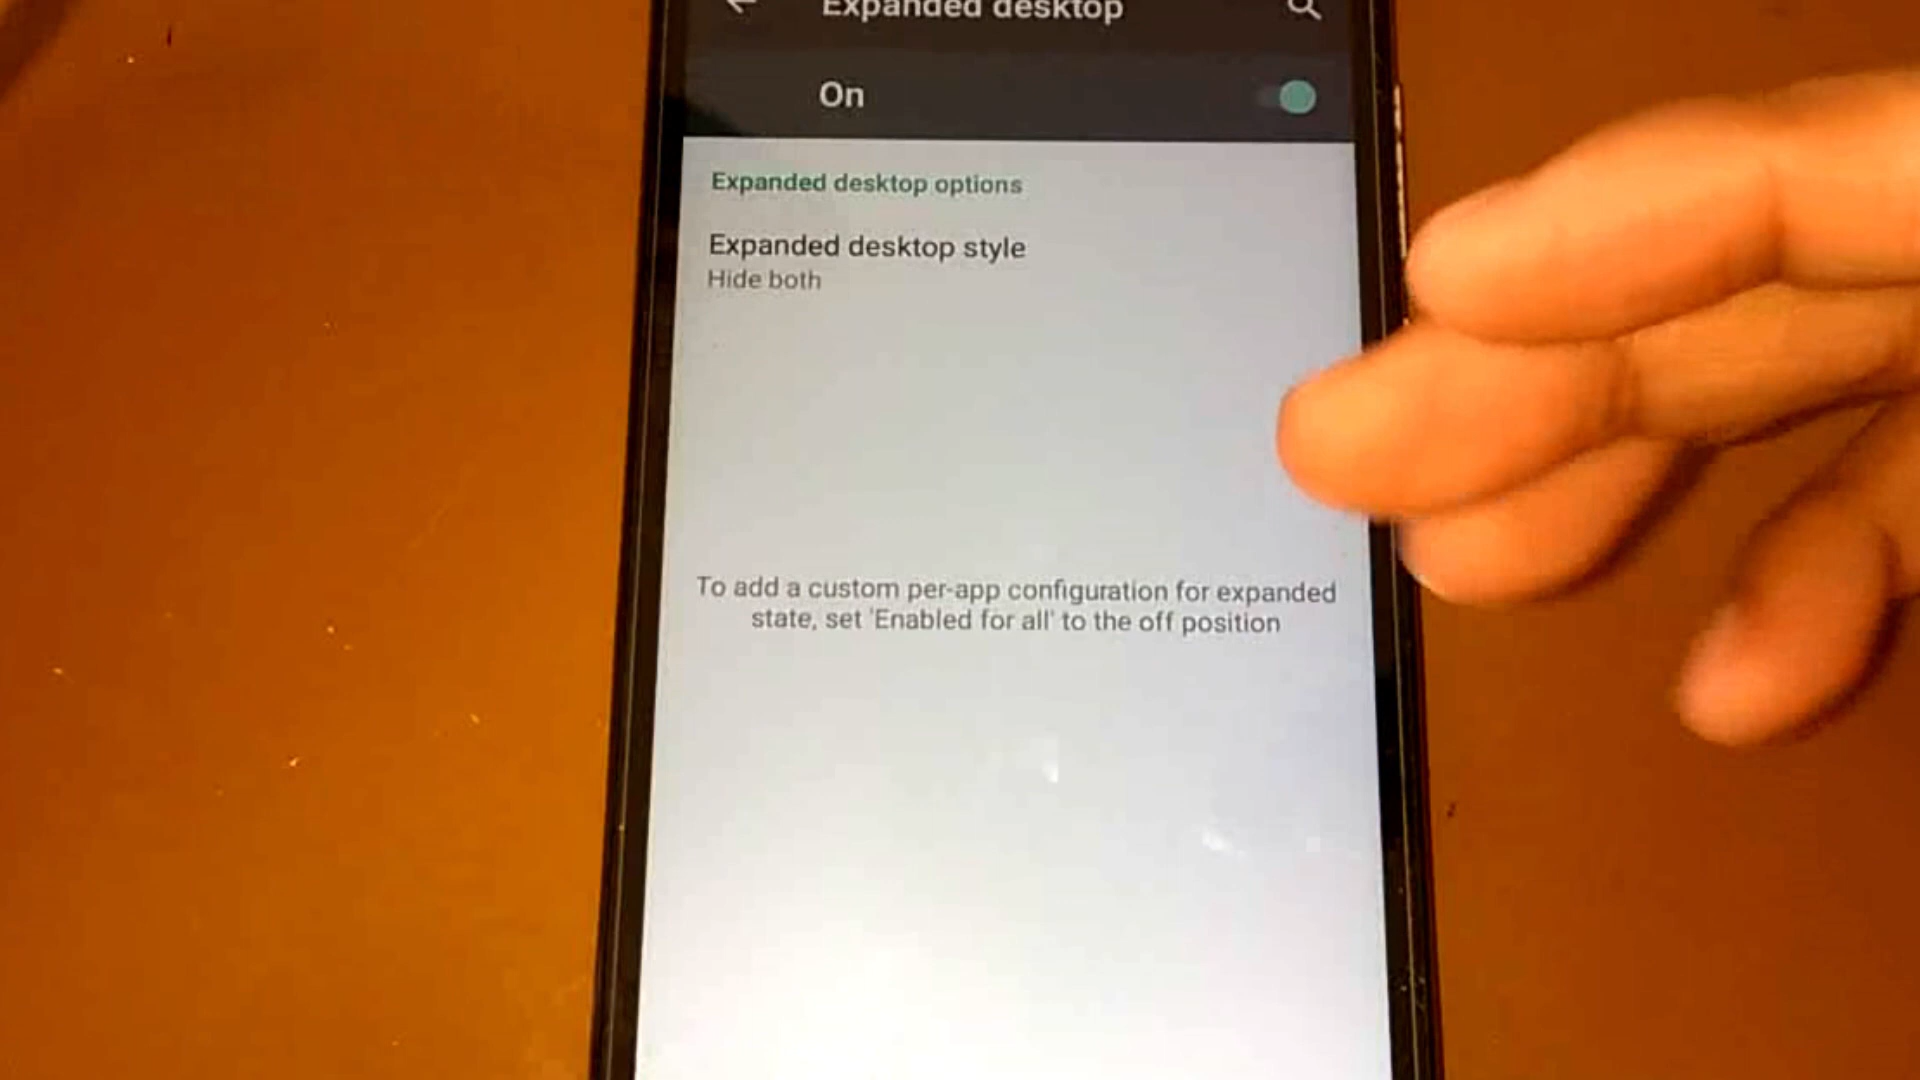 Expanded desktop
On
Expanded desktop options
Expanded desktop style
Hide both
To add a custom per-app configuration for expanded
state, set 'Enabled for all' to the off position